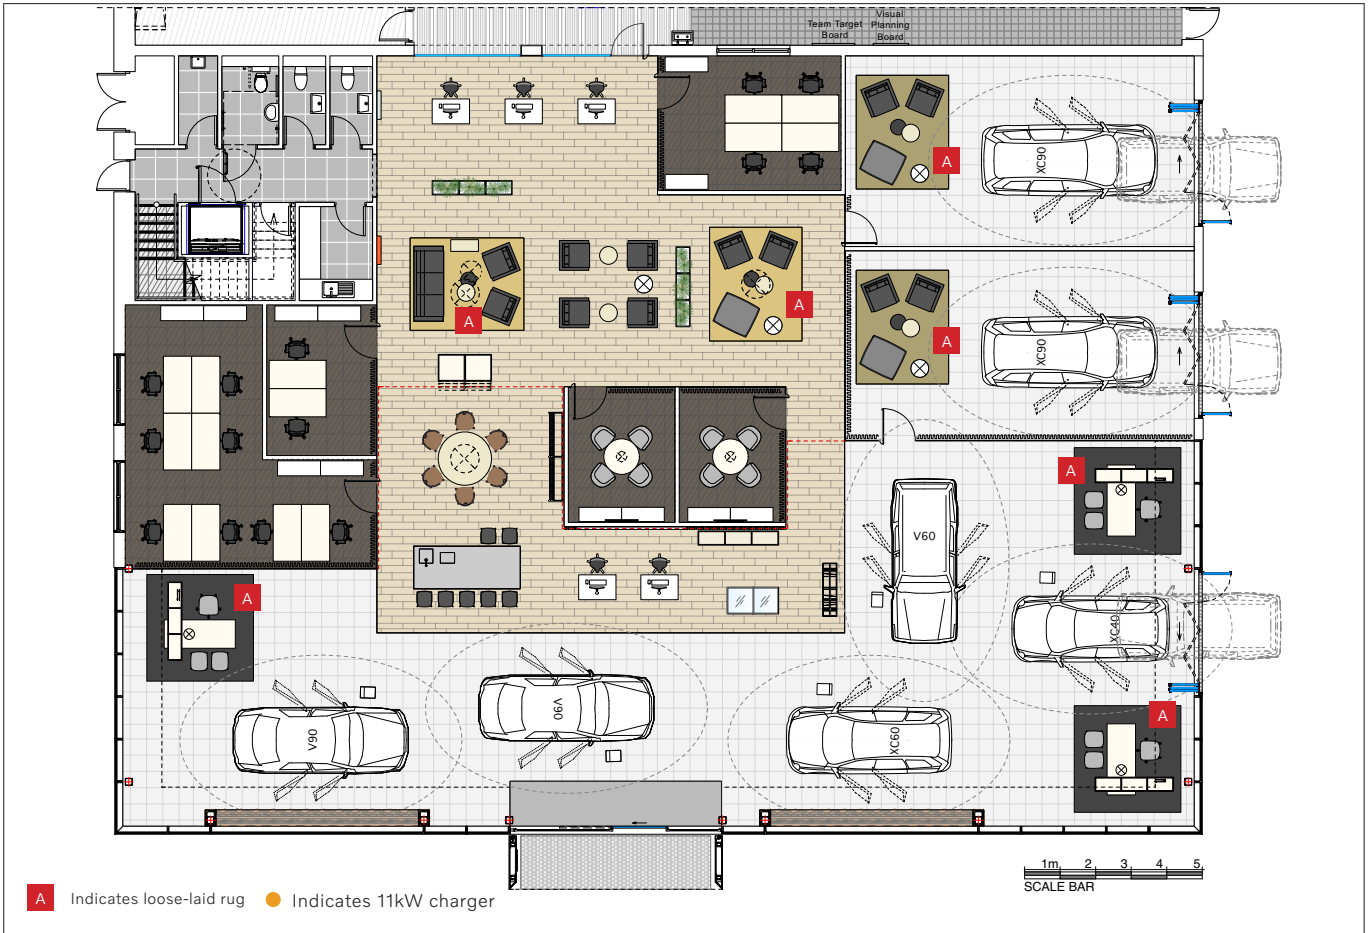 Visual
Team Target Planning
Board Board
XC90
A
A
A
XC90
A
A
V60
A
XC40
A
V90
V90
XC60
1m 2 3 4 5
SCALE BAR
A Indicates loose-laid rug
Indicates 11kW charger